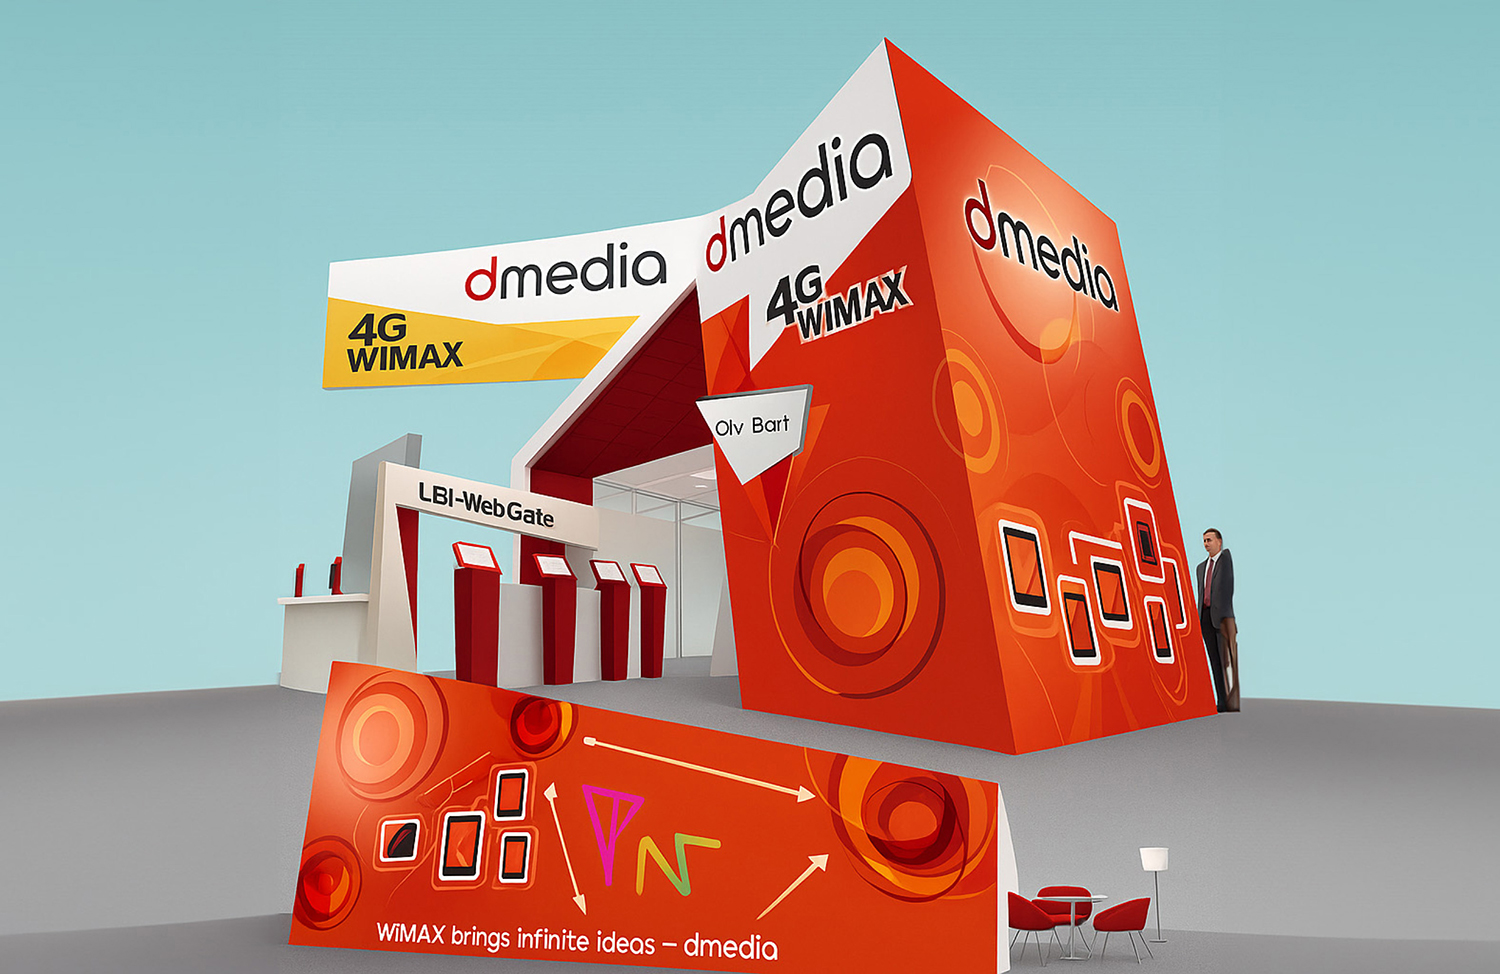 dmedia
4G
WIMAX
dmedia
4G
WIMAX
dmedia
Olv Bart
LBI-WebGate
WiMAX brings infinite ideas – dmedia